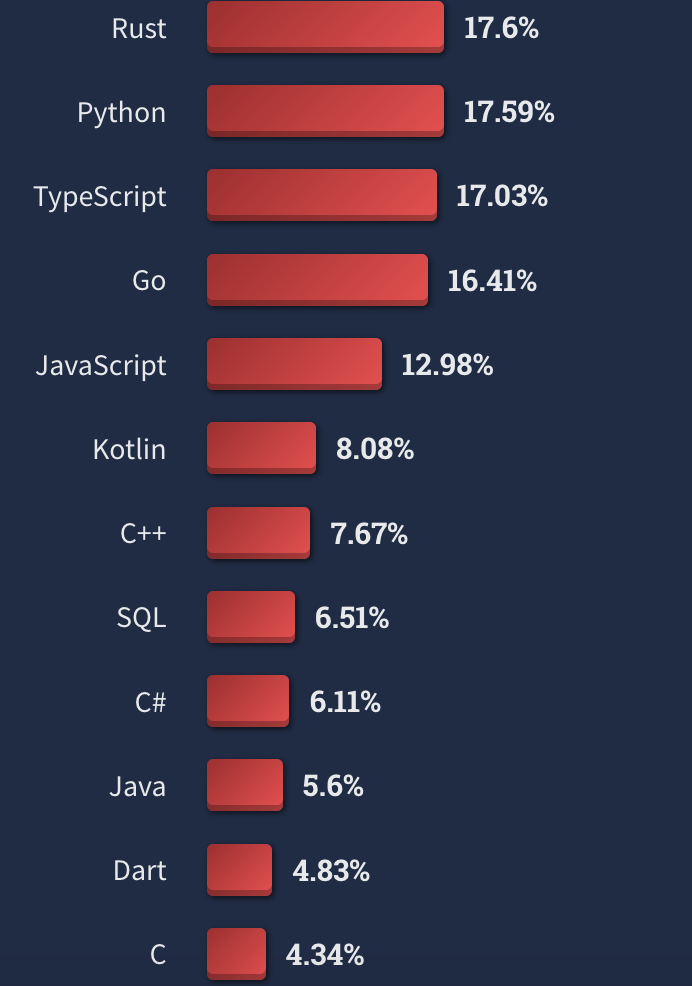 Rust 17.6%
Python 17.59%
TypeScript 17.03%
Go 16.41%
JavaScript 12.98%
Kotlin 8.08%
C++ 7.67%
SQL 6.51%
C# 6.11%
Java 5.6%
Dart 4.83%
C 4.34%